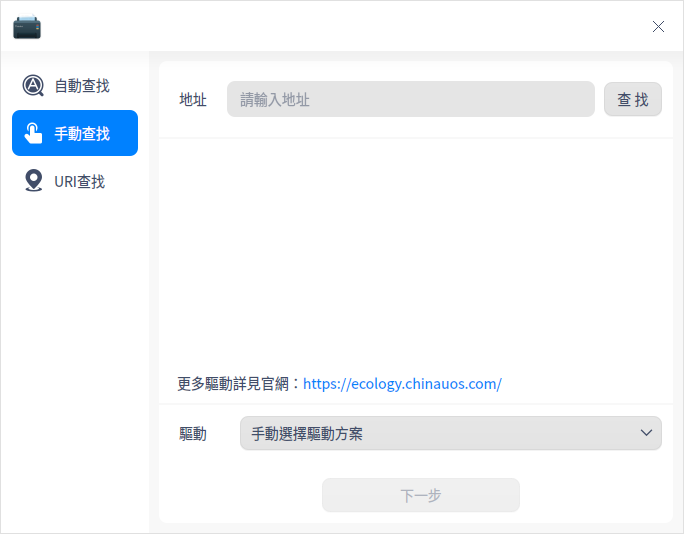 自動查找
手動查找
URI查找
地址
請輸入地址
查 找
更多驅動詳見官網：https://ecology.chinauos.com/
驅動
手動選擇驅動方案
下一步